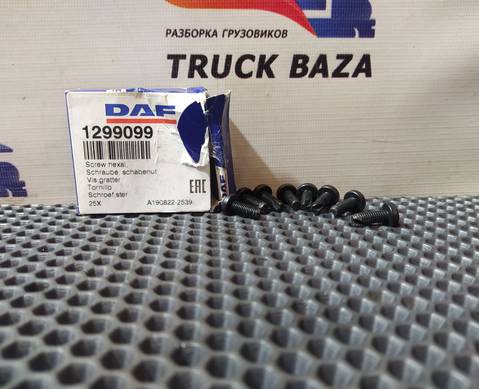 РАЗБОРКА ГРУЗОВИКОВ
TRUCK BAZA
DAF
1299099
Screw hexal,
Schraube, schabenut
Vis,gratter
Tornillo
Schroef,ster
25X
A190822-2539
EAC